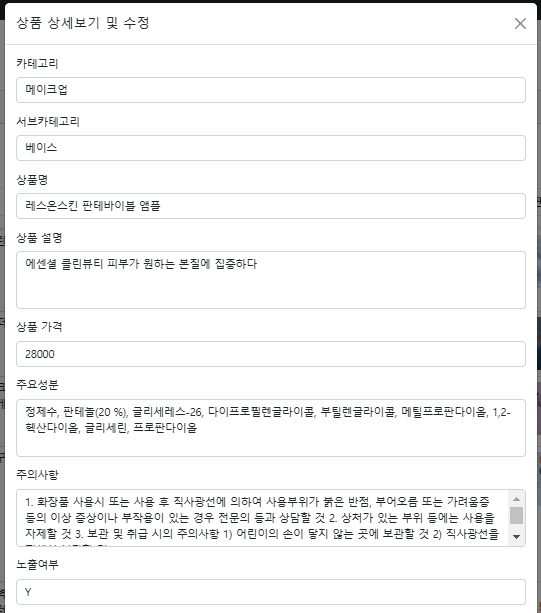 상품 상세보기 및 수정
카테고리
메이크업
서브카테고리
베이스
상품명
레스온스킨 판테바이블 앰플
상품 설명
에센셜 클린뷰티 피부가 원하는 본질에 집중하다
상품 가격
28000
주요성분
정제수, 판테놀(20 %), 글리세레스-26, 다이프로필렌글라이콜, 부틸렌글라이콜, 메틸프로판다이올, 1,2-
헥산다이올, 글리세린, 프로판다이올
주의사항
1. 화장품 사용시 또는 사용 후 직사광선에 의하여 사용부위가 붉은 반점, 부어오름 또는 가려움증
등의 이상 증상이나 부작용이 있는 경우 전문의 등과 상담할 것 2. 상처가 있는 부위 등에는 사용을
자제할 것 3. 보관 및 취급 시의 주의사항 1) 어린이의 손이 닿지 않는 곳에 보관할 것 2) 직사광선을
노출여부
Y